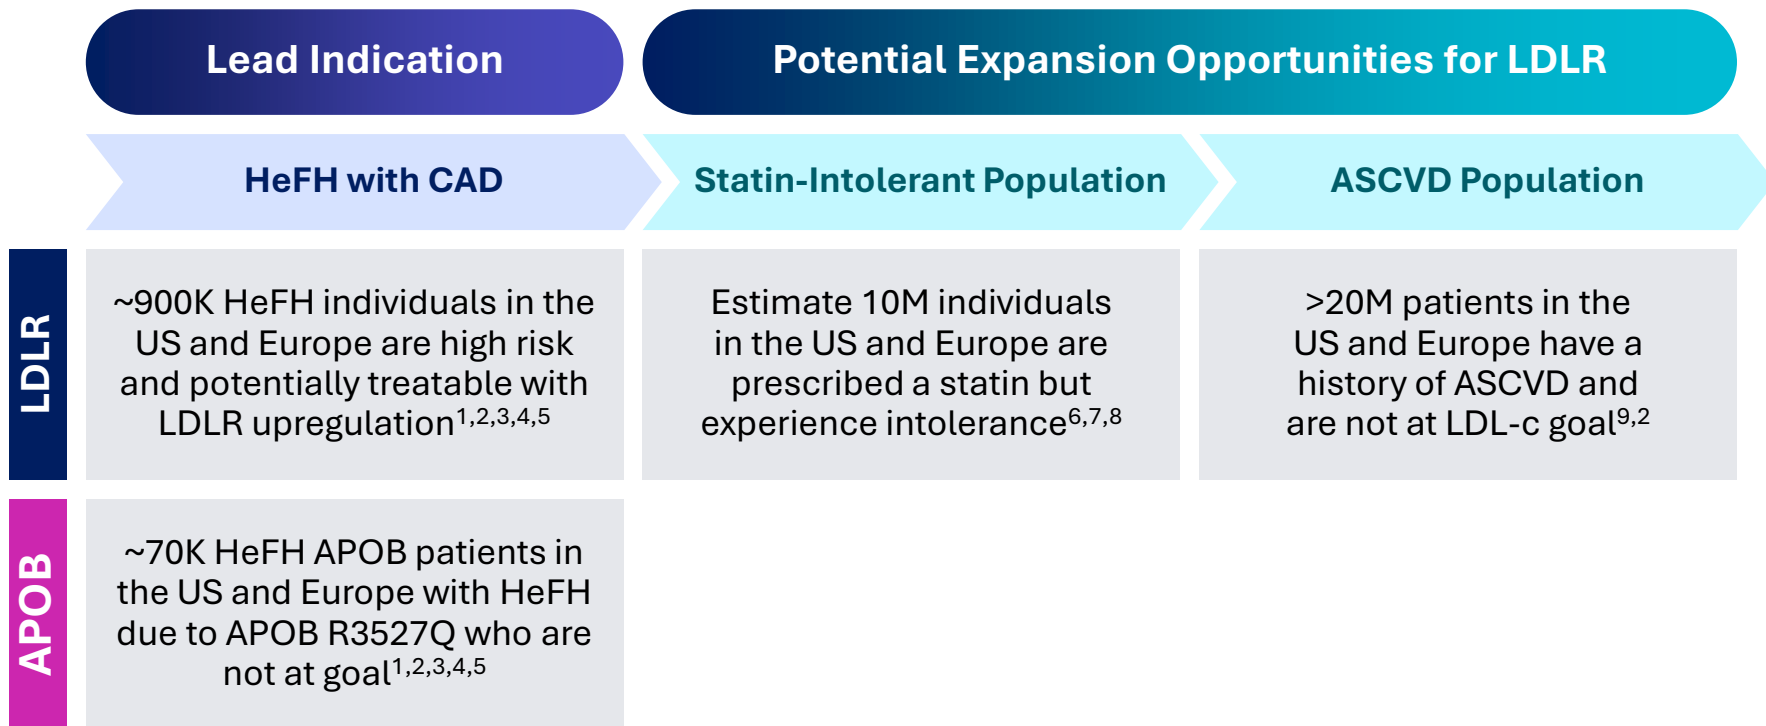 Lead Indication
Potential Expansion Opportunities for LDLR
HeFH with CAD
Statin-Intolerant Population
ASCVD Population
LDLR
~900K HeFH individuals in the
US and Europe are high risk
and potentially treatable with
LDLR upregulation1,2,3,4,5
Estimate 10M individuals
in the US and Europe are
prescribed a statin but
experience intolerance6,7,8
>20M patients in the
US and Europe have a
history of ASCVD and
are not at LDL-c goal9,2
APOB
~70K HeFH APOB patients in
the US and Europe with HeFH
due to APOB R3527Q who are
not at goal1,2,3,4,5